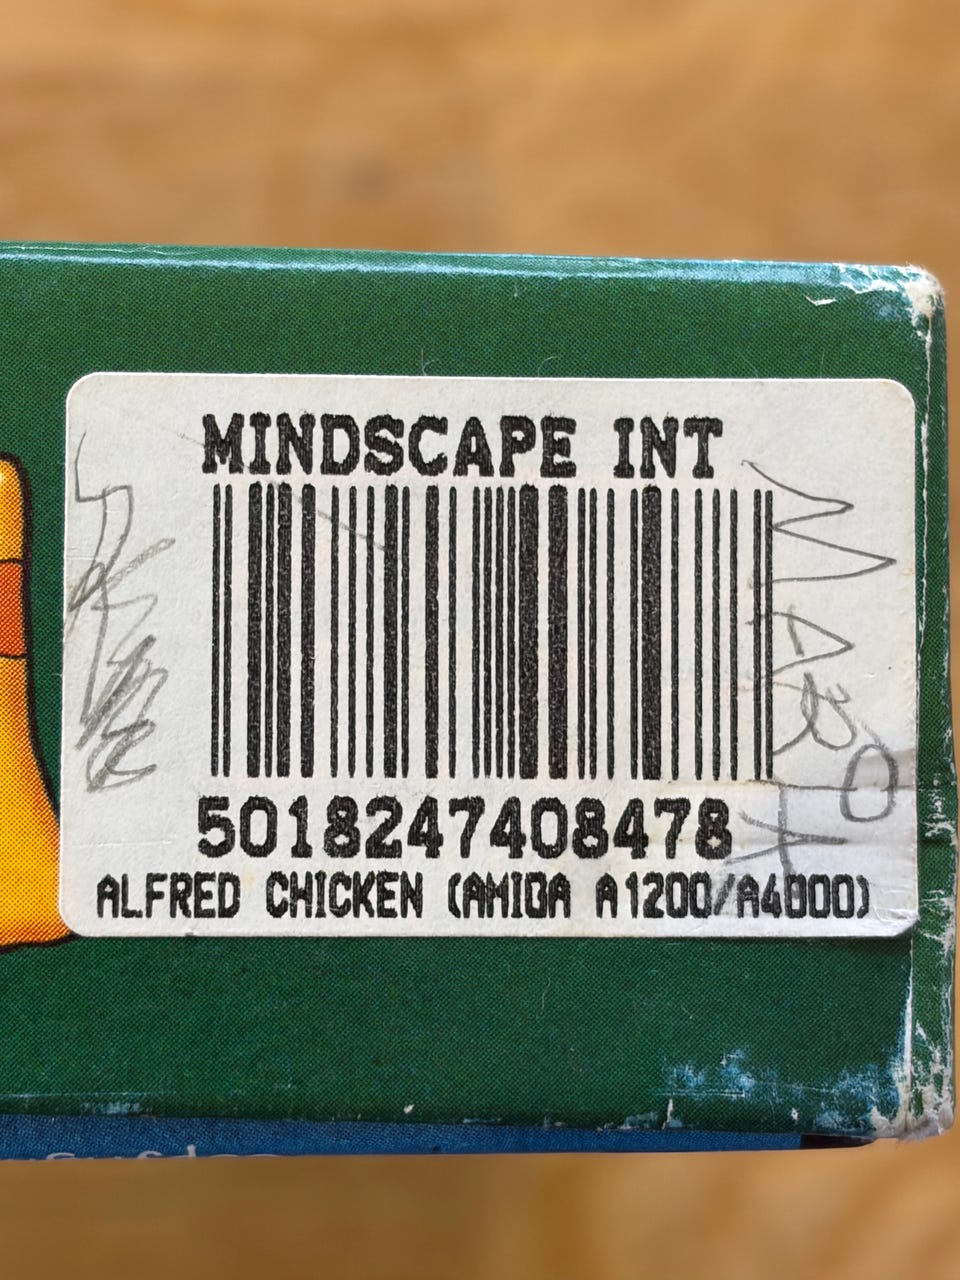 MINDSCAPE INT
5018247408478
ALFRED CHICKEN (AMIGA A1200/A4000)